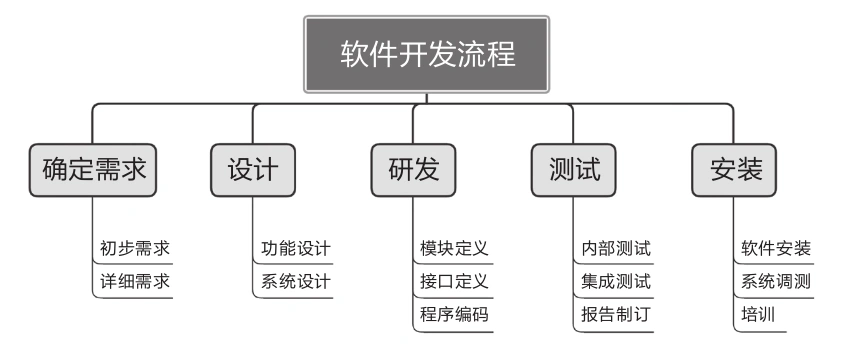 软件开发流程
确定需求
设计
研发
测试
安装
初步需求
详细需求
功能设计
系统设计
模块定义
接口定义
程序编码
内部测试
集成测试
报告制订
软件安装
系统调测
培训